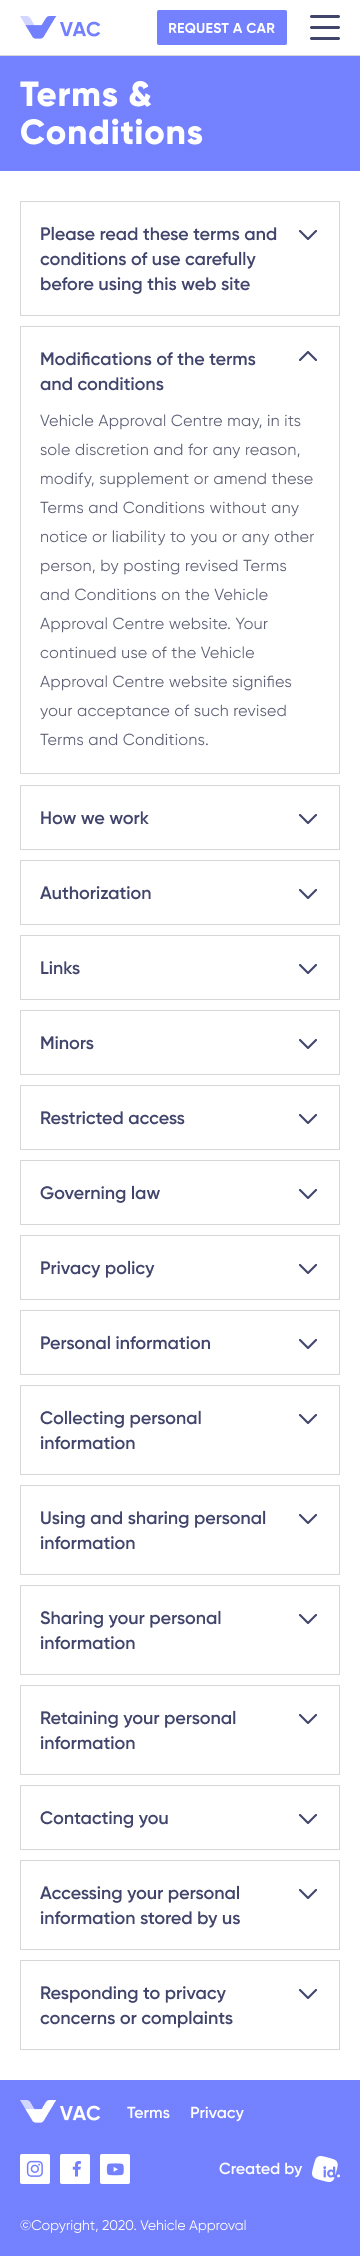 VAC
REQUEST A CAR
Terms &
Conditions
Please read these terms and
conditions of use carefully
before using this web site
Modifications of the terms
and conditions
Vehicle Approval Centre may, in its
sole discretion and for any reason,
modify, supplement or amend these
Terms and Conditions without any
notice or liability to you or any other
person, by posting revised Terms
and Conditions on the Vehicle
Approval Centre website. Your
continued use of the Vehicle
Approval Centre website signifies
your acceptance of such revised
Terms and Conditions.
How we work
Authorization
Links
Minors
Restricted access
Governing law
Privacy policy
Personal information
Collecting personal
information
Using and sharing personal
information
Sharing your personal
information
Retaining your personal
information
Contacting you
Accessing your personal
information stored by us
Responding to privacy
concerns or complaints
VAC
Terms
Privacy
Created by
id.
©Copyright, 2020. Vehicle Approval